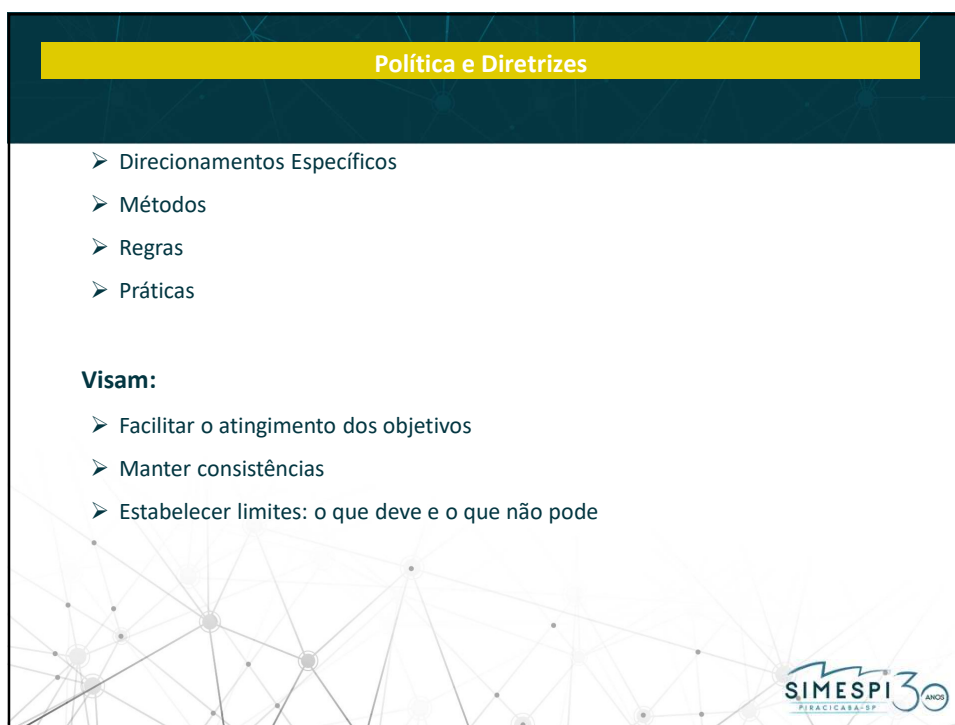 Política e Diretrizes
➢ Direcionamentos Específicos
➢ Métodos
➢ Regras
➢ Práticas
Visam:
➢ Facilitar o atingimento dos objetivos
➢ Manter consistências
➢ Estabelecer limites: o que deve e o que não pode
SIMESPI 30 ANOS
PIRACICABA-SP